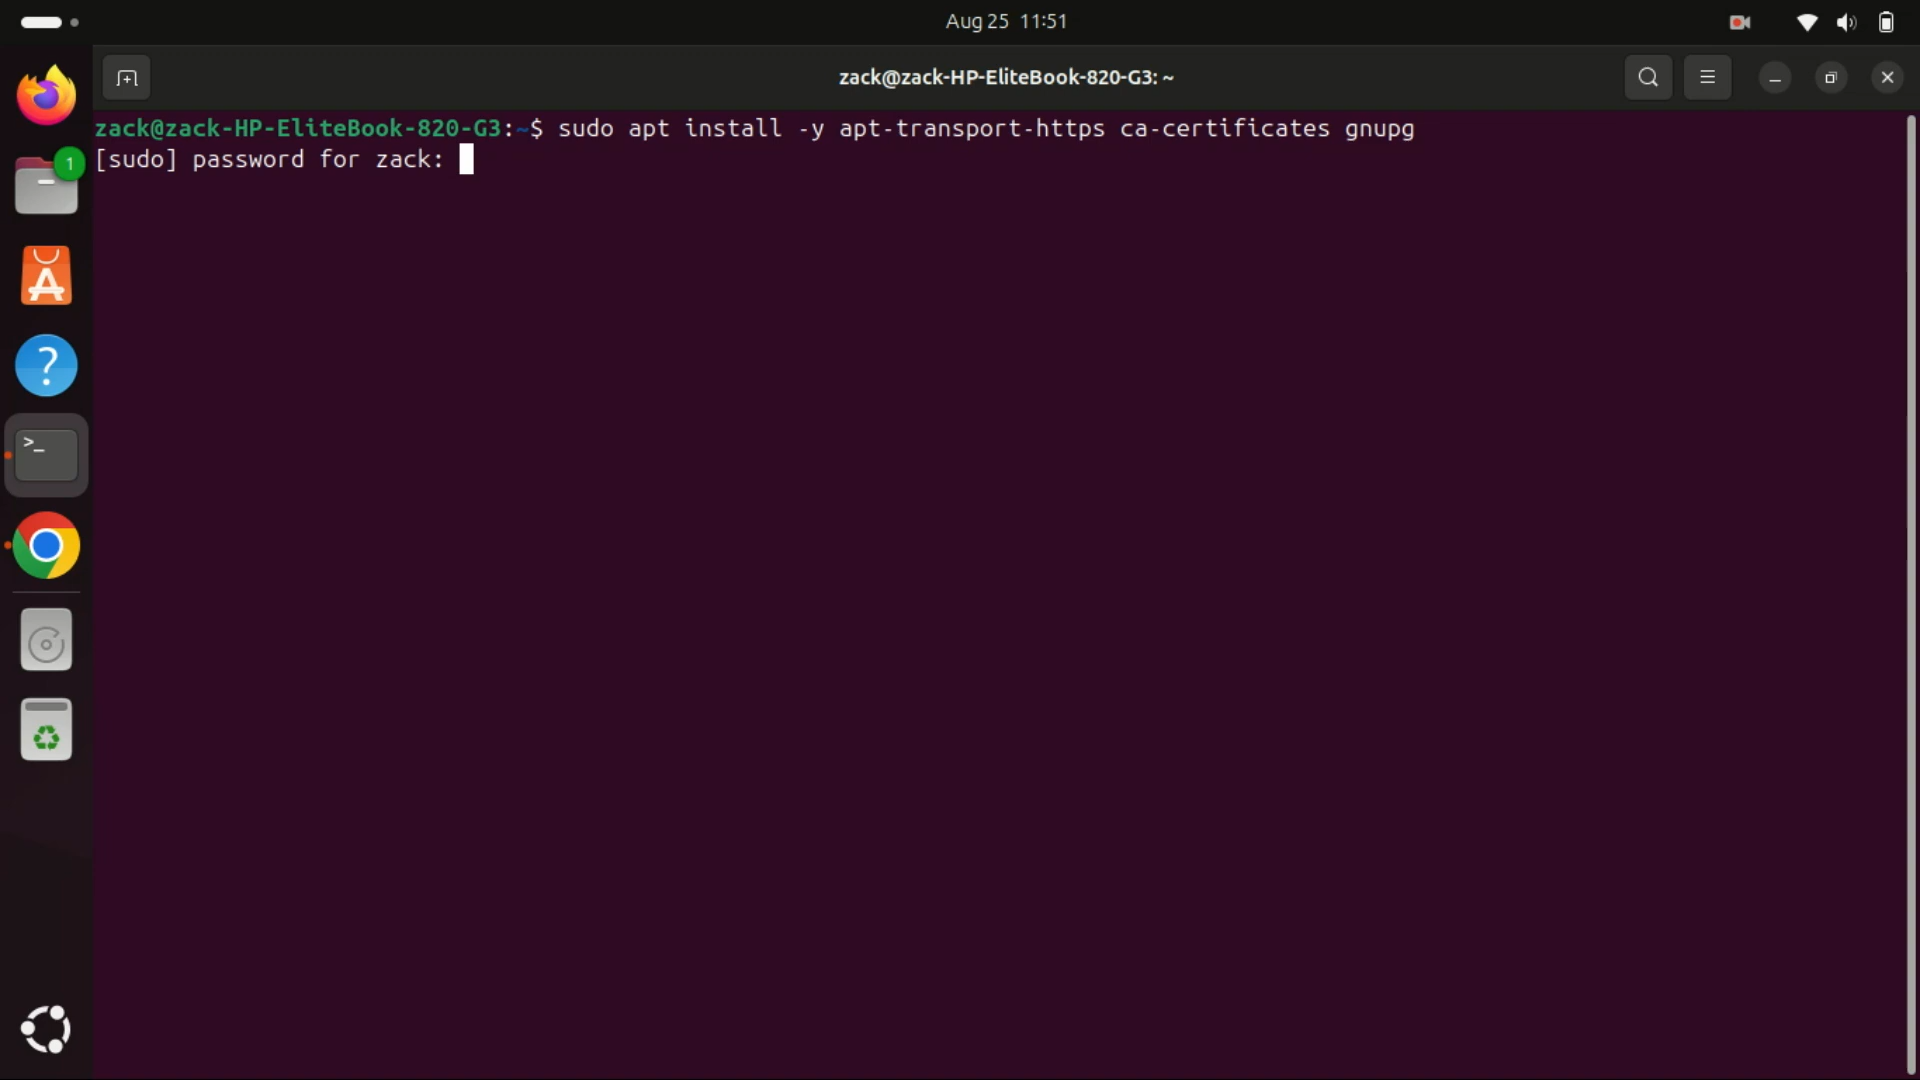 Aug 25 11:51
zack@zack-HP-EliteBook-820-G3: ~
zack@zack-HP-EliteBook-820-G3:~$ sudo apt install -y apt-transport-https ca-certificates gnupg
[sudo] password for zack:
1
?
>_